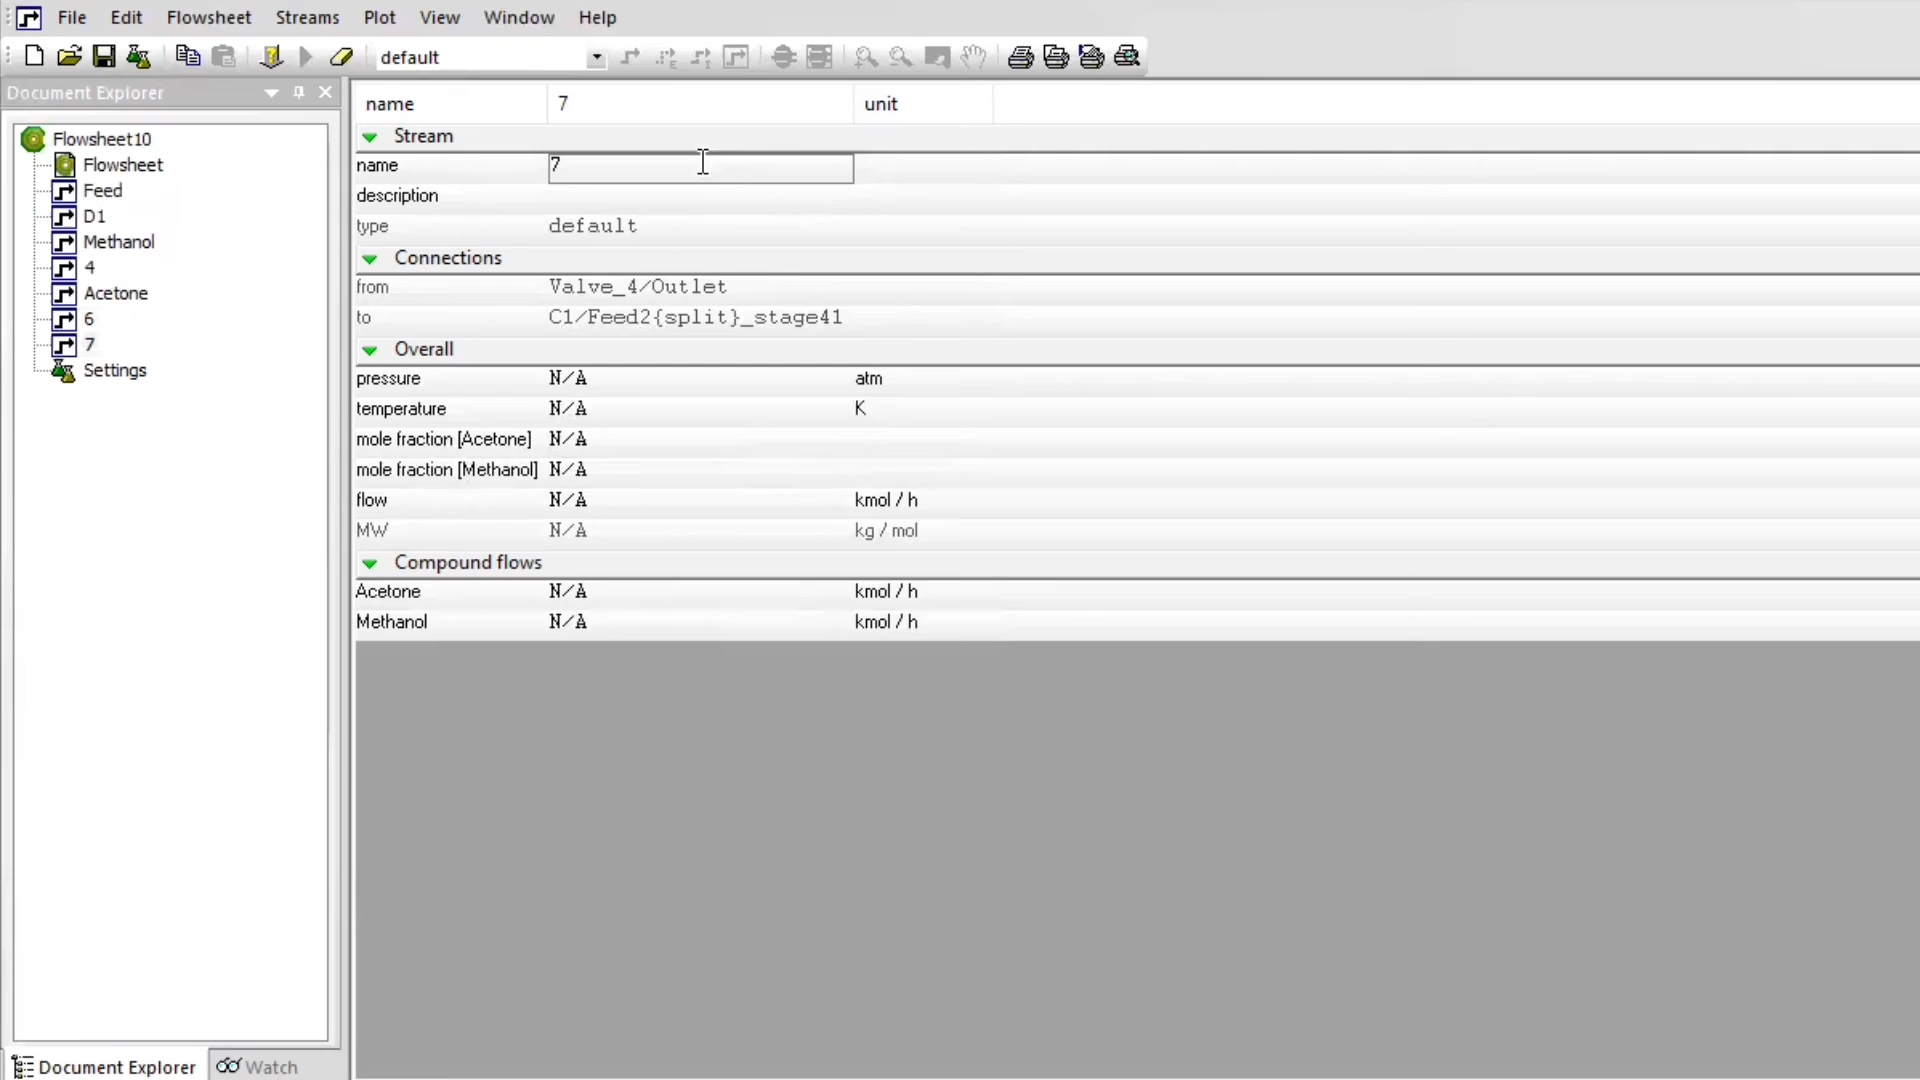 File Edit Flowsheet Streams Plot View Window Help
default
Document Explorer
Flowsheet10
Flowsheet
Feed
D1
Methanol
4
Acetone
6
7
Settings
Document Explorer Watch
name 7 unit
Stream
name 7
description
type default
Connections
from Valve_4/Outlet
to C1/Feed2{split}_stage41
Overall
pressure N/A atm
temperature N/A K
mole fraction [Acetone] N/A
mole fraction [Methanol] N/A
flow N/A kmol / h
MW N/A kg / mol
Compound flows
Acetone N/A kmol / h
Methanol N/A kmol / h